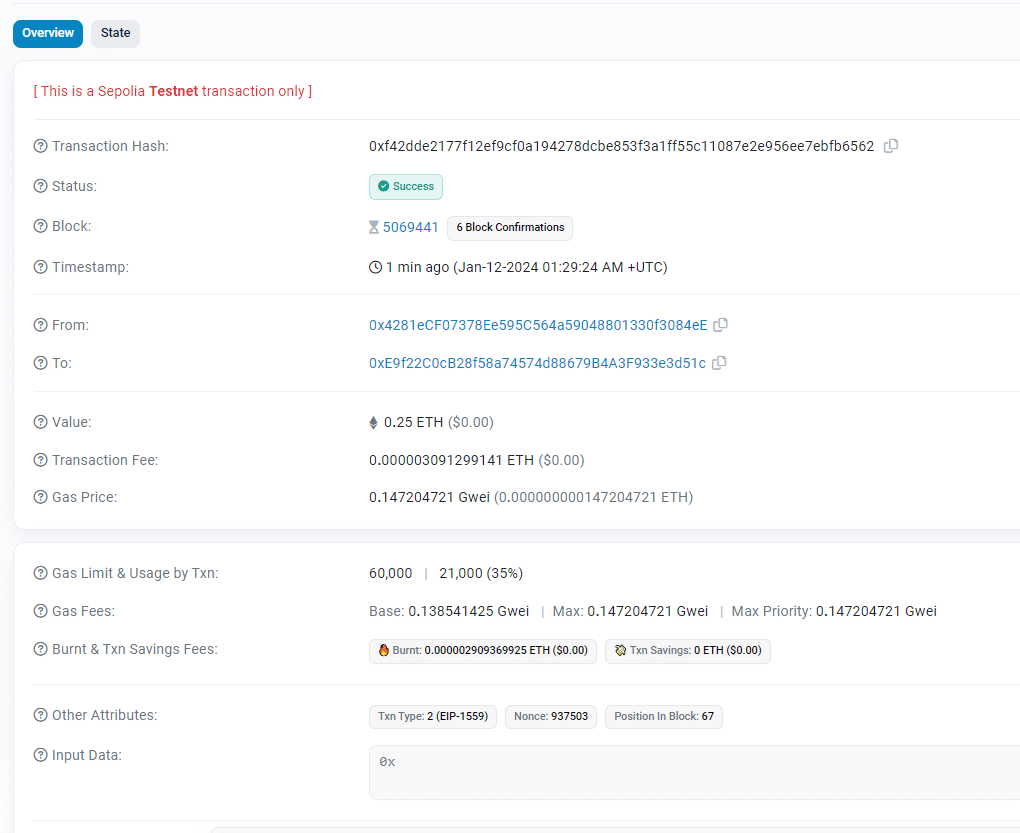 Overview State
[ This is a Sepolia Testnet transaction only ]
Transaction Hash: 0xf42dde2177f12ef9cf0a194278dcbe853f3a1ff55c11087e2e956ee7ebfb6562
Status: Success
Block: 5069441 6 Block Confirmations
Timestamp: 1 min ago (Jan-12-2024 01:29:24 AM +UTC)
From: 0x4281eCF07378Ee595C564a59048801330f3084eE
To: 0xE9f22C0cB28f58a74574d88679B4A3F933e3d51c
Value: 0.25 ETH ($0.00)
Transaction Fee: 0.000003091299141 ETH ($0.00)
Gas Price: 0.147204721 Gwei (0.000000000147204721 ETH)
Gas Limit & Usage by Txn: 60,000 | 21,000 (35%)
Gas Fees: Base: 0.138541425 Gwei | Max: 0.147204721 Gwei | Max Priority: 0.147204721 Gwei
Burnt & Txn Savings Fees: Burnt: 0.000002909369925 ETH ($0.00) Txn Savings: 0 ETH ($0.00)
Other Attributes: Txn Type: 2 (EIP-1559) Nonce: 937503 Position In Block: 67
Input Data: 0x